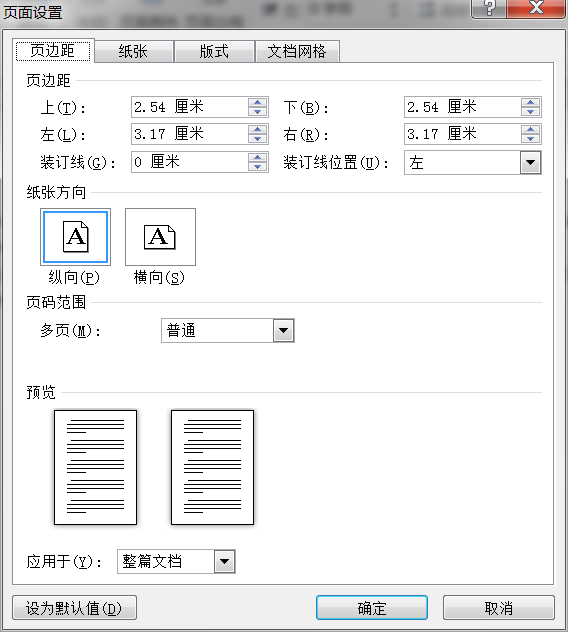 页面设置
页边距 纸张 版式 文档网格
页边距
上(T): 2.54 厘米 下(B): 2.54 厘米
左(L): 3.17 厘米 右(R): 3.17 厘米
装订线(G): 0 厘米 装订线位置(U): 左
纸张方向
A A
纵向(P) 横向(S)
页码范围
多页(M): 普通
预览
应用于(Y): 整篇文档
设为默认值(D) 确定 取消